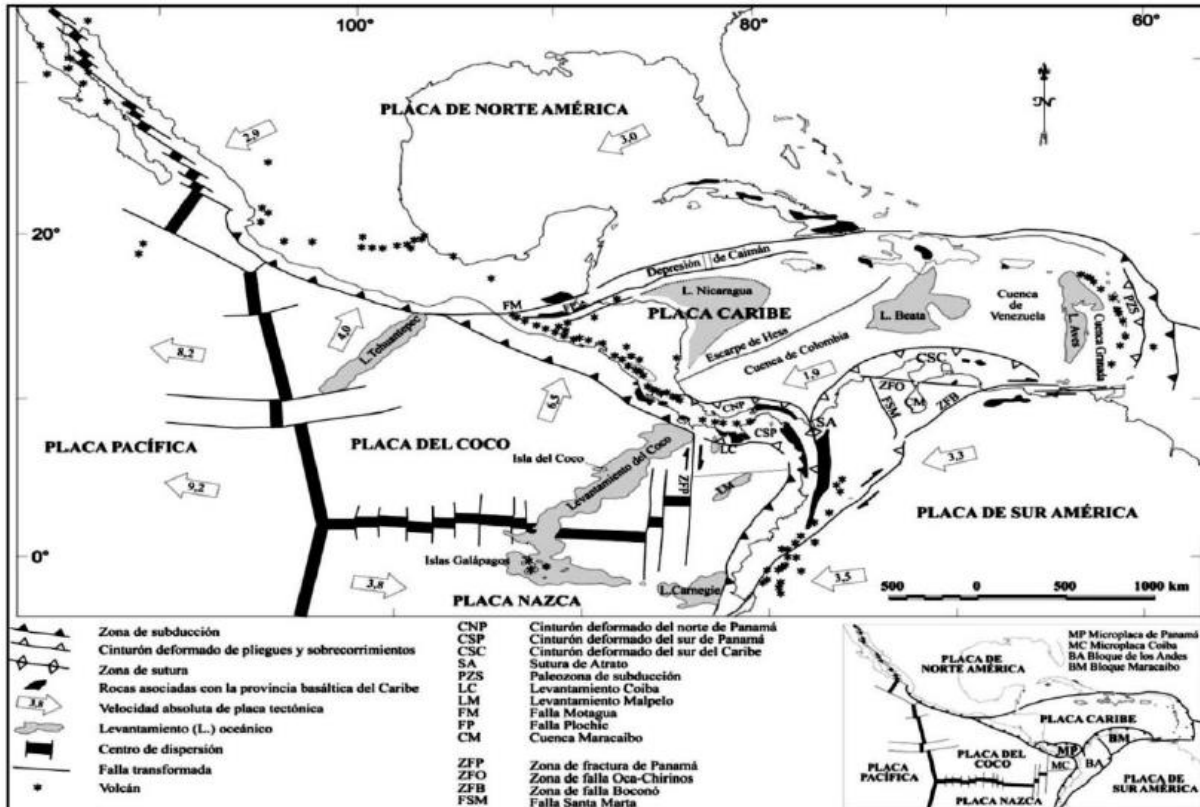 100°
80°
60°
PLACA DE NORTE AMÉRICA
2,9
3,0
N
20°
Depresión de Caimán
FM
FP
L. Nicaragua
PLACA CARIBE
L. Beata
Cuenca de Venezuela
L. Aves
Cuenca Granada
PZS
4,0
L. Tehuantepec
Escarpe de Hess
Cuenca de Colombia
8,2
1,9
CSC
ZFO
CM
FSM
ZFB
6,5
CNP
SA
CSP
LC
PLACA PACÍFICA
PLACA DEL COCO
Isla del Coco
Levantamiento del Coco
ZFP
LM
3,3
9,2
PLACA DE SUR AMÉRICA
0°
Islas Galápagos
3,8
L.Carnegie
3,5
PLACA NAZCA
500 0 500 1000 km
Zona de subducción
Cinturón deformado de pliegues y sobrecorrimientos
Zona de sutura
Rocas asociadas con la provincia basáltica del Caribe
3,8 Velocidad absoluta de placa tectónica
Levantamiento (L.) oceánico
Centro de dispersión
Falla transformada
Volcán
CNP Cinturón deformado del norte de Panamá
CSP Cinturón deformado del sur de Panamá
CSC Cinturón deformado del sur del Caribe
SA Sutura de Atrato
PZS Paleozona de subducción
LC Levantamiento Coiba
LM Levantamiento Malpelo
FM Falla Motagua
FP Falla Plochic
CM Cuenca Maracaibo
ZFP Zona de fractura de Panamá
ZFO Zona de falla Oca-Chirinos
ZFB Zona de falla Boconó
FSM Falla Santa Marta
MP Microplaca de Panamá
MC Microplaca Coiba
BA Bloque de los Andes
BM Bloque Maracaibo
PLACA DE NORTE AMÉRICA
PLACA CARIBE
BM
MP
PLACA DEL COCO
MC
BA
PLACA PACÍFICA
PLACA DE SUR AMÉRICA
PLACA NAZCA